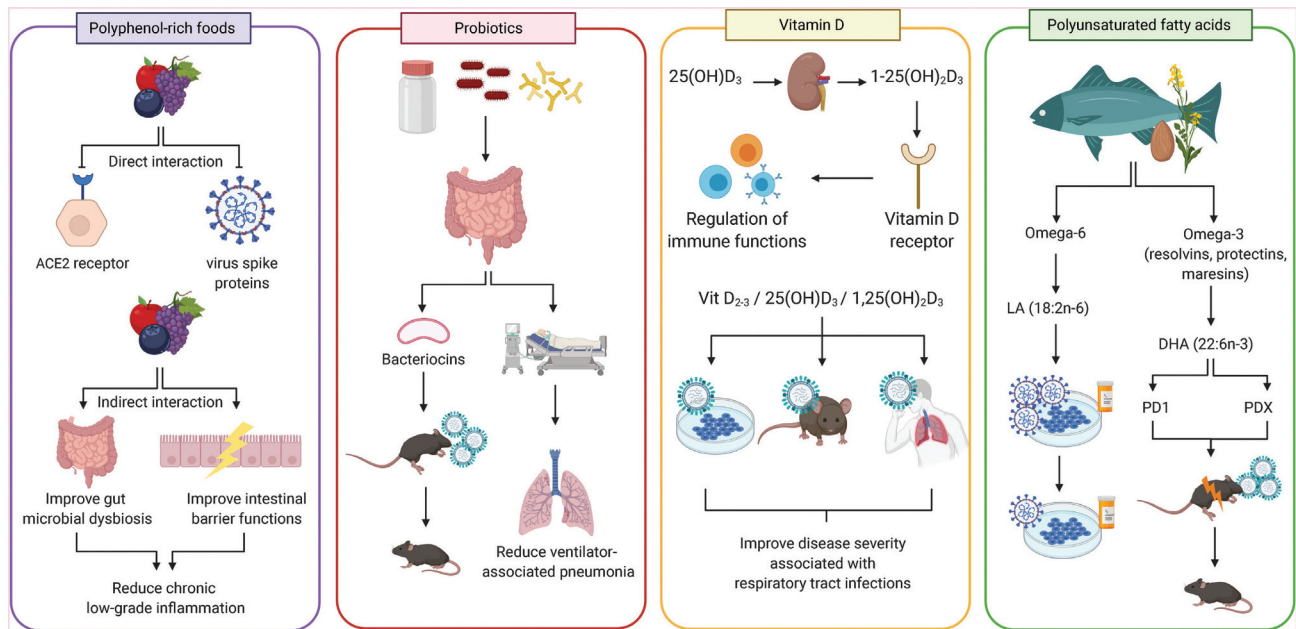 Polyphenol-rich foods
Direct interaction
ACE2 receptor
virus spike
proteins
Indirect interaction
Improve gut
microbial dysbiosis
Improve intestinal
barrier functions
Reduce chronic
low-grade inflammation
Probiotics
Bacteriocins
Reduce ventilator-
associated pneumonia
Vitamin D
25(OH)D₃
1-25(OH)₂D₃
Regulation of
immune functions
Vitamin D
receptor
Vit D₂₋₃ / 25(OH)D₃ / 1,25(OH)₂D₃
Improve disease severity
associated with
respiratory tract infections
Polyunsaturated fatty acids
Omega-6
LA (18:2n-6)
Omega-3
(resolvins, protectins,
maresins)
DHA (22:6n-3)
PD1
PDX